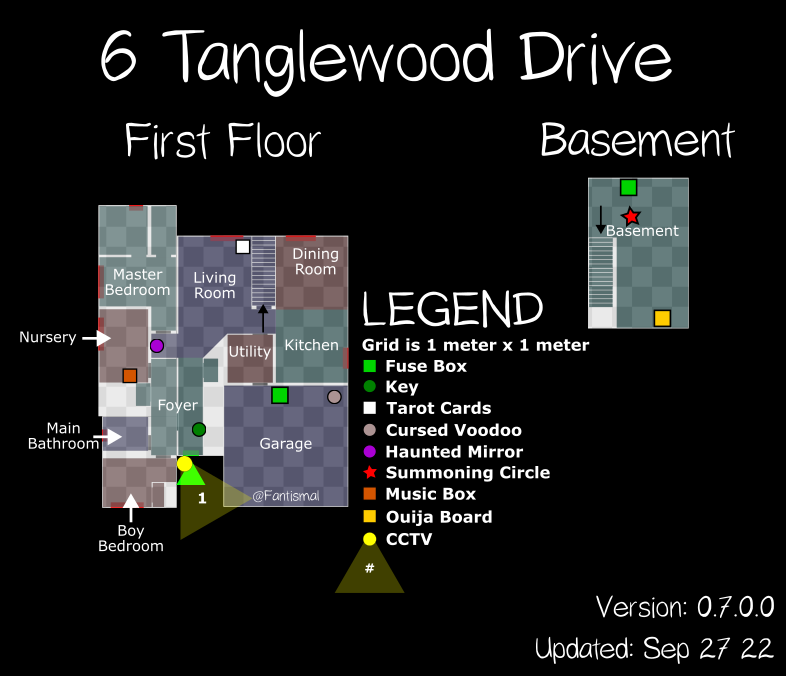 6 Tanglewood Drive
First Floor
Basement
Master
Bedroom
Living
Room
Dining
Room
Basement
Nursery
Utility
Kitchen
Foyer
Main
Bathroom
Garage
1
@Fantismal
Boy
Bedroom
LEGEND
Grid is 1 meter x 1 meter
Fuse Box
Key
Tarot Cards
Cursed Voodoo
Haunted Mirror
Summoning Circle
Music Box
Ouija Board
CCTV
#
Version: 0.7.0.0
Updated: Sep 27 22